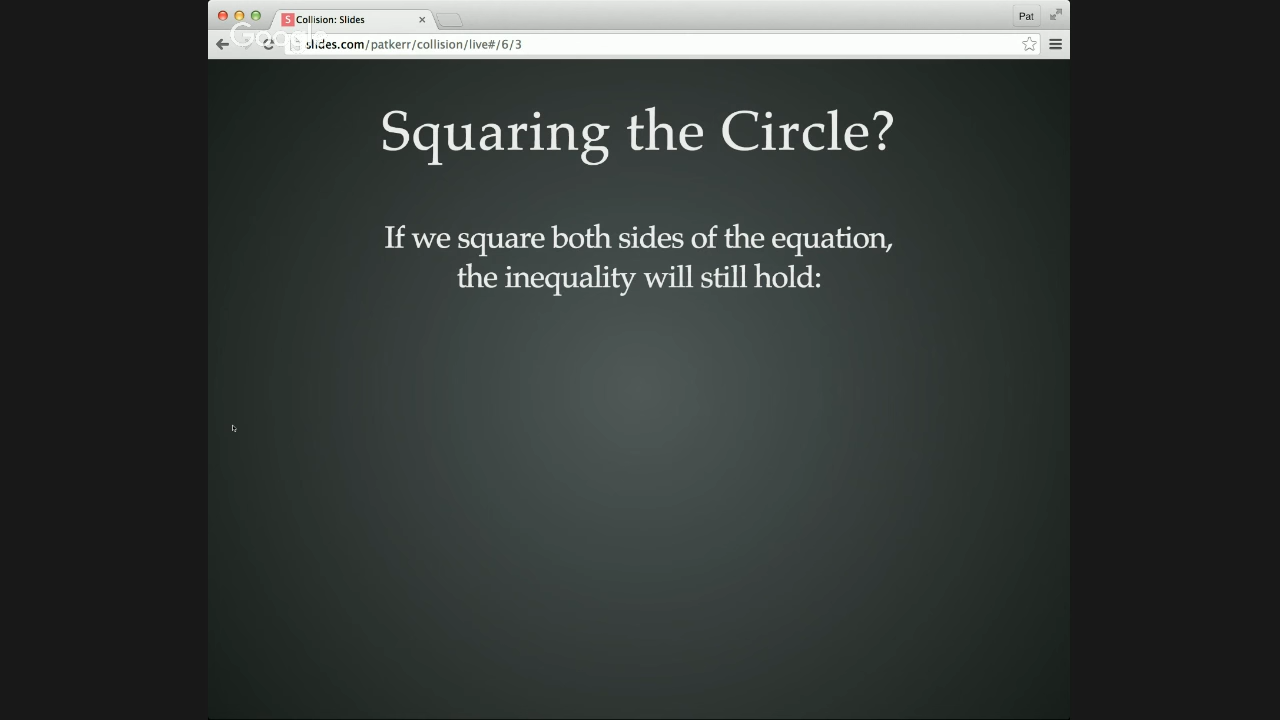 Collision: Slides
Pat
Google
slides.com/patkerr/collision/live#/6/3
Squaring the Circle?
If we square both sides of the equation,
the inequality will still hold: